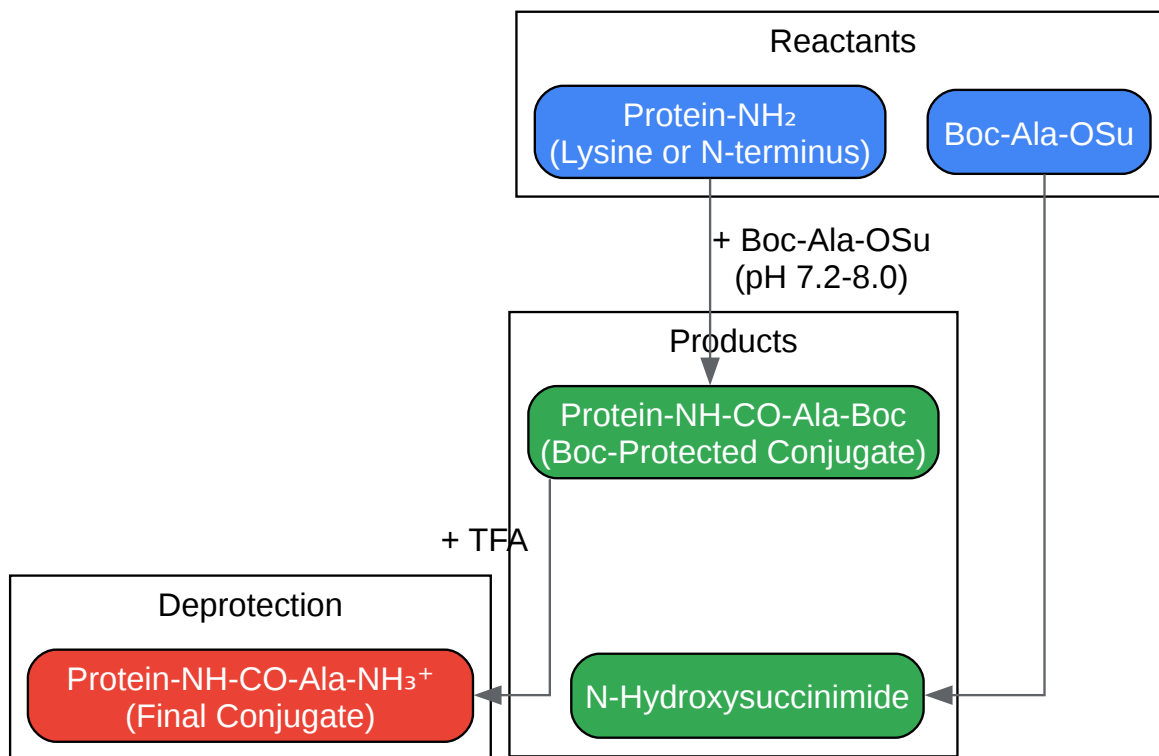 Reactants
Protein-NH₂
(Lysine or N-terminus)
Boc-Ala-OSu
+ Boc-Ala-OSu
(pH 7.2-8.0)
Products
Protein-NH-CO-Ala-Boc
(Boc-Protected Conjugate)
+ TFA
Deprotection
Protein-NH-CO-Ala-NH₃⁺
(Final Conjugate)
N-Hydroxysuccinimide